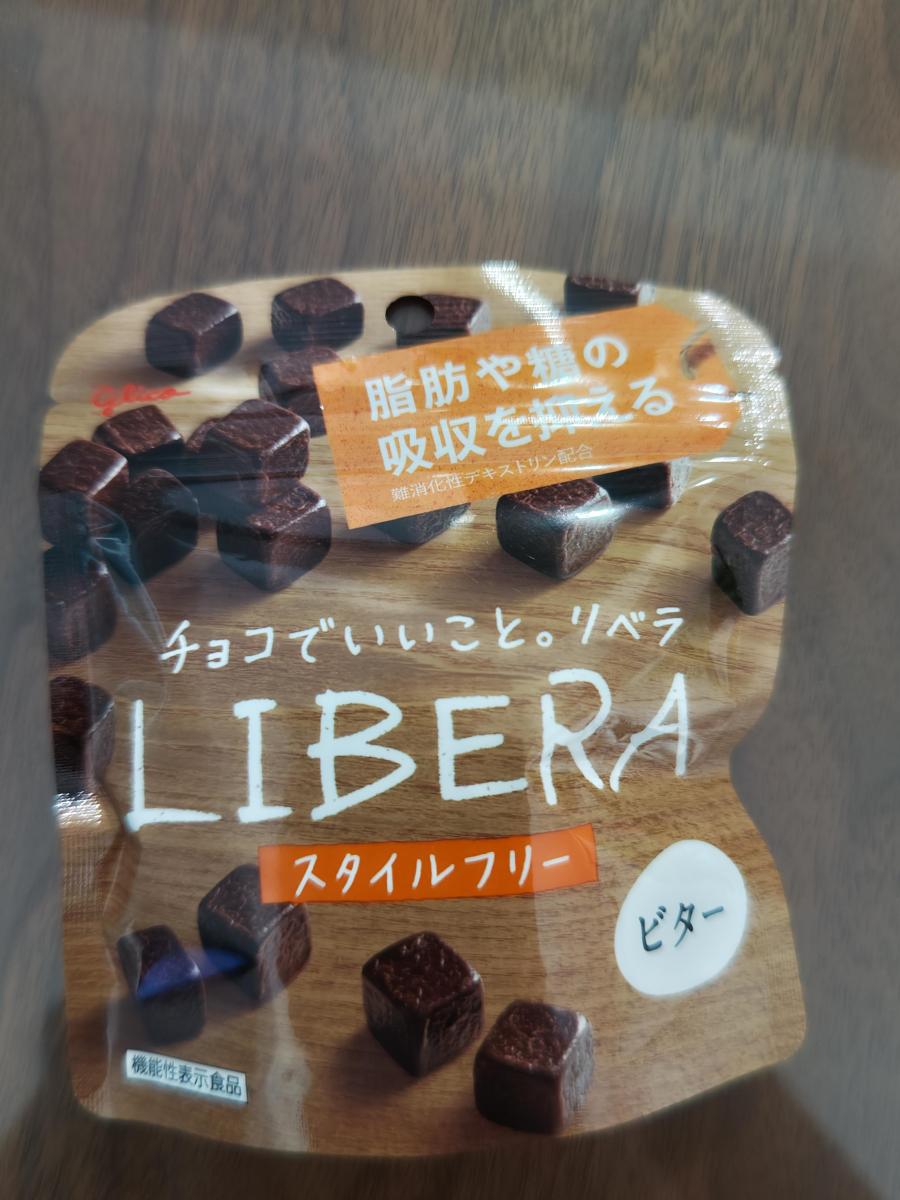 glico
脂肪や糖の
吸収を抑える
難消化性デキストリン配合
チョコでいいこと。リベラ
LIBERA
スタイルフリー
ビター
機能性表示食品